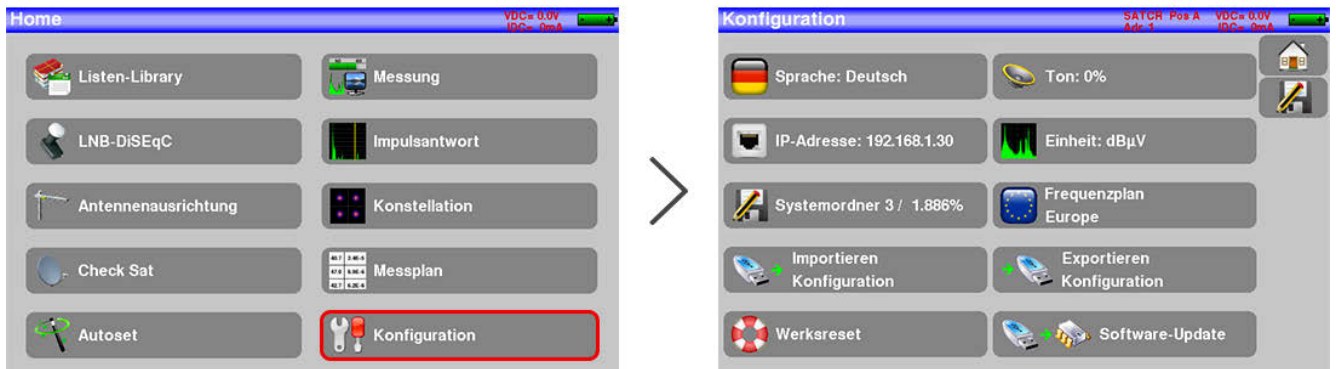 Home
VDC= 0.0V
IDC= 0mA
Listen-Library
Messung
LNB-DiSEqC
Impulsantwort
Antennenausrichtung
Konstellation
Check Sat
Messplan
Autoset
Konfiguration
Konfiguration
SATCR Pos A VDC= 0.0V
Adr. 1 IDC= 0mA
Sprache: Deutsch
Ton: 0%
IP-Adresse: 192.168.1.30
Einheit: dBµV
Systemordner 3 / 1.886%
Frequenzplan
Europe
Importieren
Konfiguration
Exportieren
Konfiguration
Werksreset
Software-Update